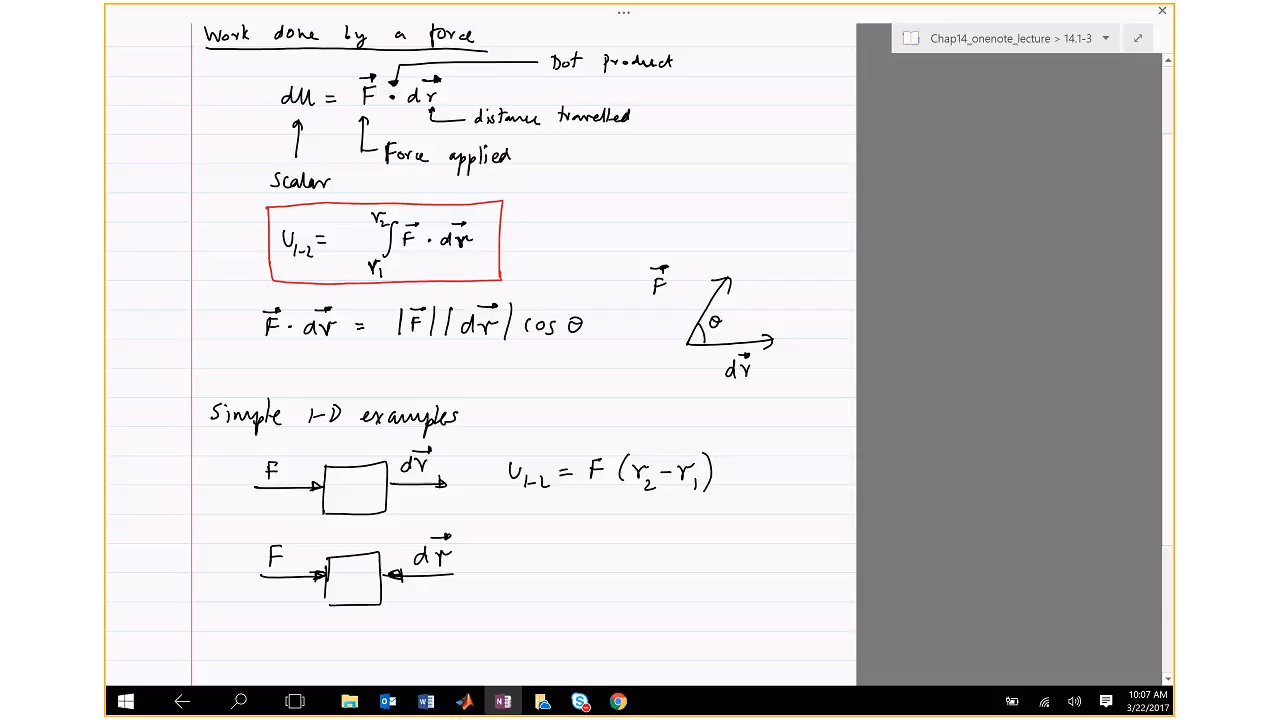 ...
Work done by a force
Dot product
dU = F⃗ · dr⃗
distance travelled
Force applied
Scalar
U₁₋₂ = ∫ᵣ₁^r₂ F⃗ · dr⃗
F⃗ · dr⃗ = |F⃗| |dr⃗| cos θ
F⃗
θ
dr⃗
Simple 1-D examples
F
dr⃗
U₁₋₂ = F (r₂ - r₁)
F
dr⃗
Chap14_onenote_lecture > 14.1-3
10:07 AM
3/22/2017